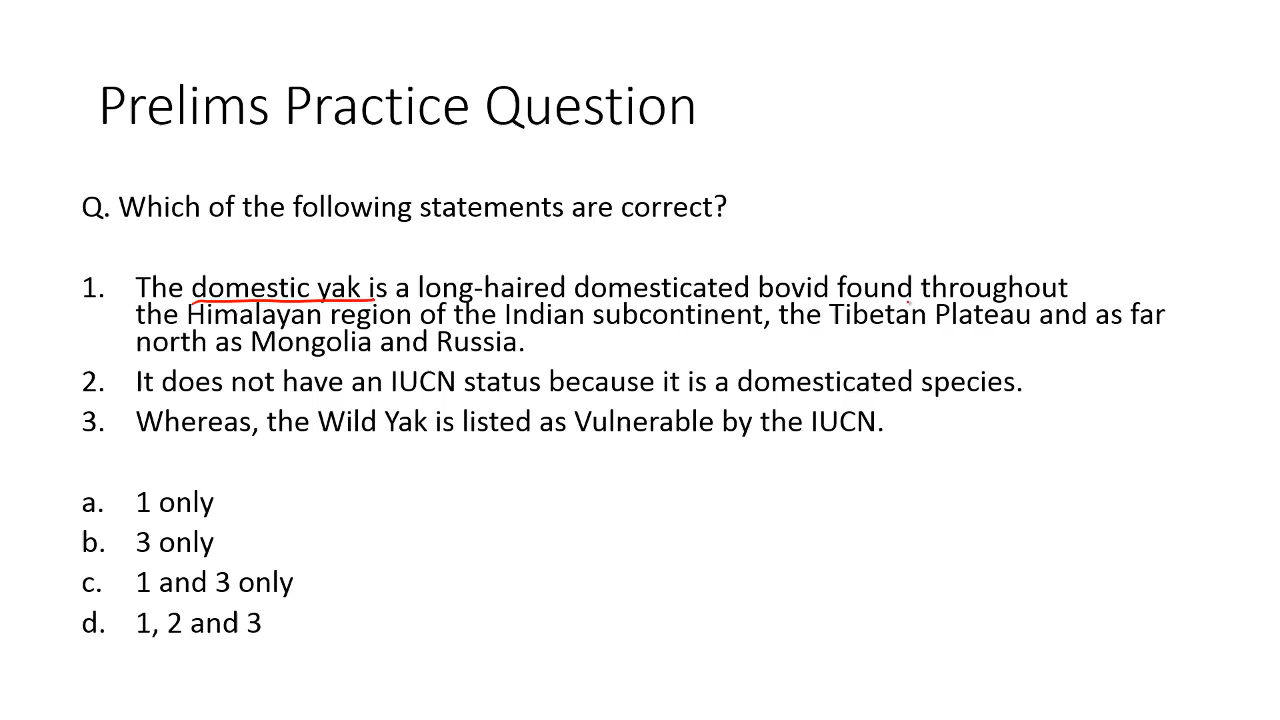 Prelims Practice Question
Q. Which of the following statements are correct?
1. The domestic yak is a long-haired domesticated bovid found throughout
the Himalayan region of the Indian subcontinent, the Tibetan Plateau and as far
north as Mongolia and Russia.
2. It does not have an IUCN status because it is a domesticated species.
3. Whereas, the Wild Yak is listed as Vulnerable by the IUCN.
a. 1 only
b. 3 only
c. 1 and 3 only
d. 1, 2 and 3